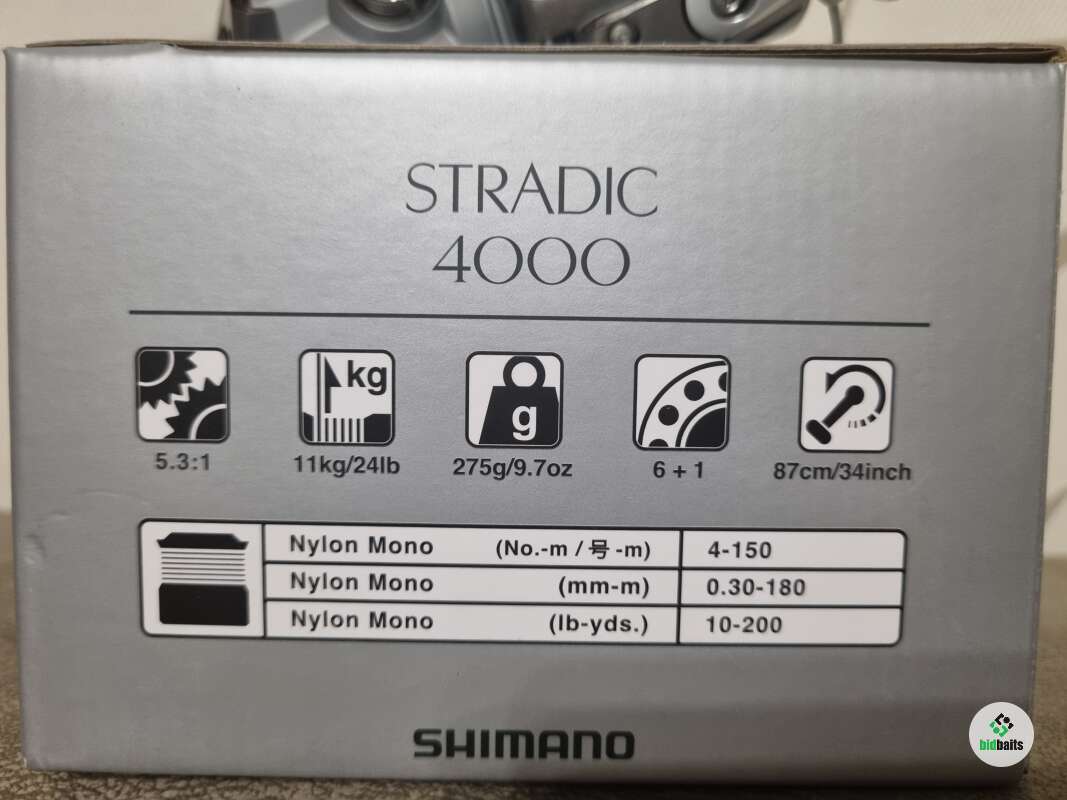 STRADIC
4000
kg
g
5.3:1
11kg/24lb
275g/9.7oz
6 + 1
87cm/34inch
Nylon Mono (No.-m / 号 -m) 4-150
Nylon Mono (mm-m) 0.30-180
Nylon Mono (lb-yds.) 10-200
SHIMANO
bidbaits